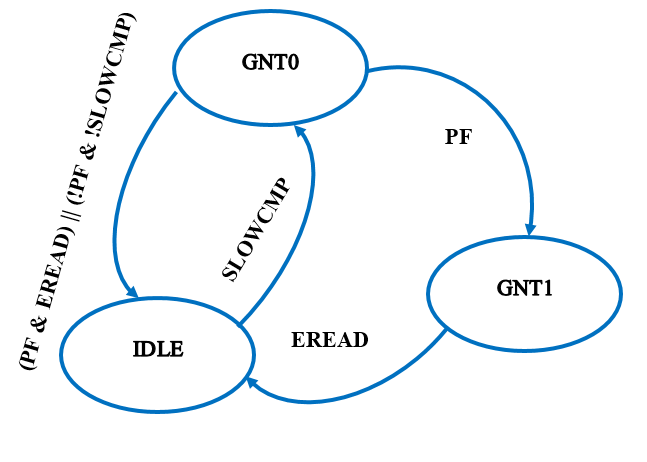 GNT0
(PF & EREAD) || (!PF & !SLOWCMP)
PF
SLOWCMP
GNT1
EREAD
IDLE